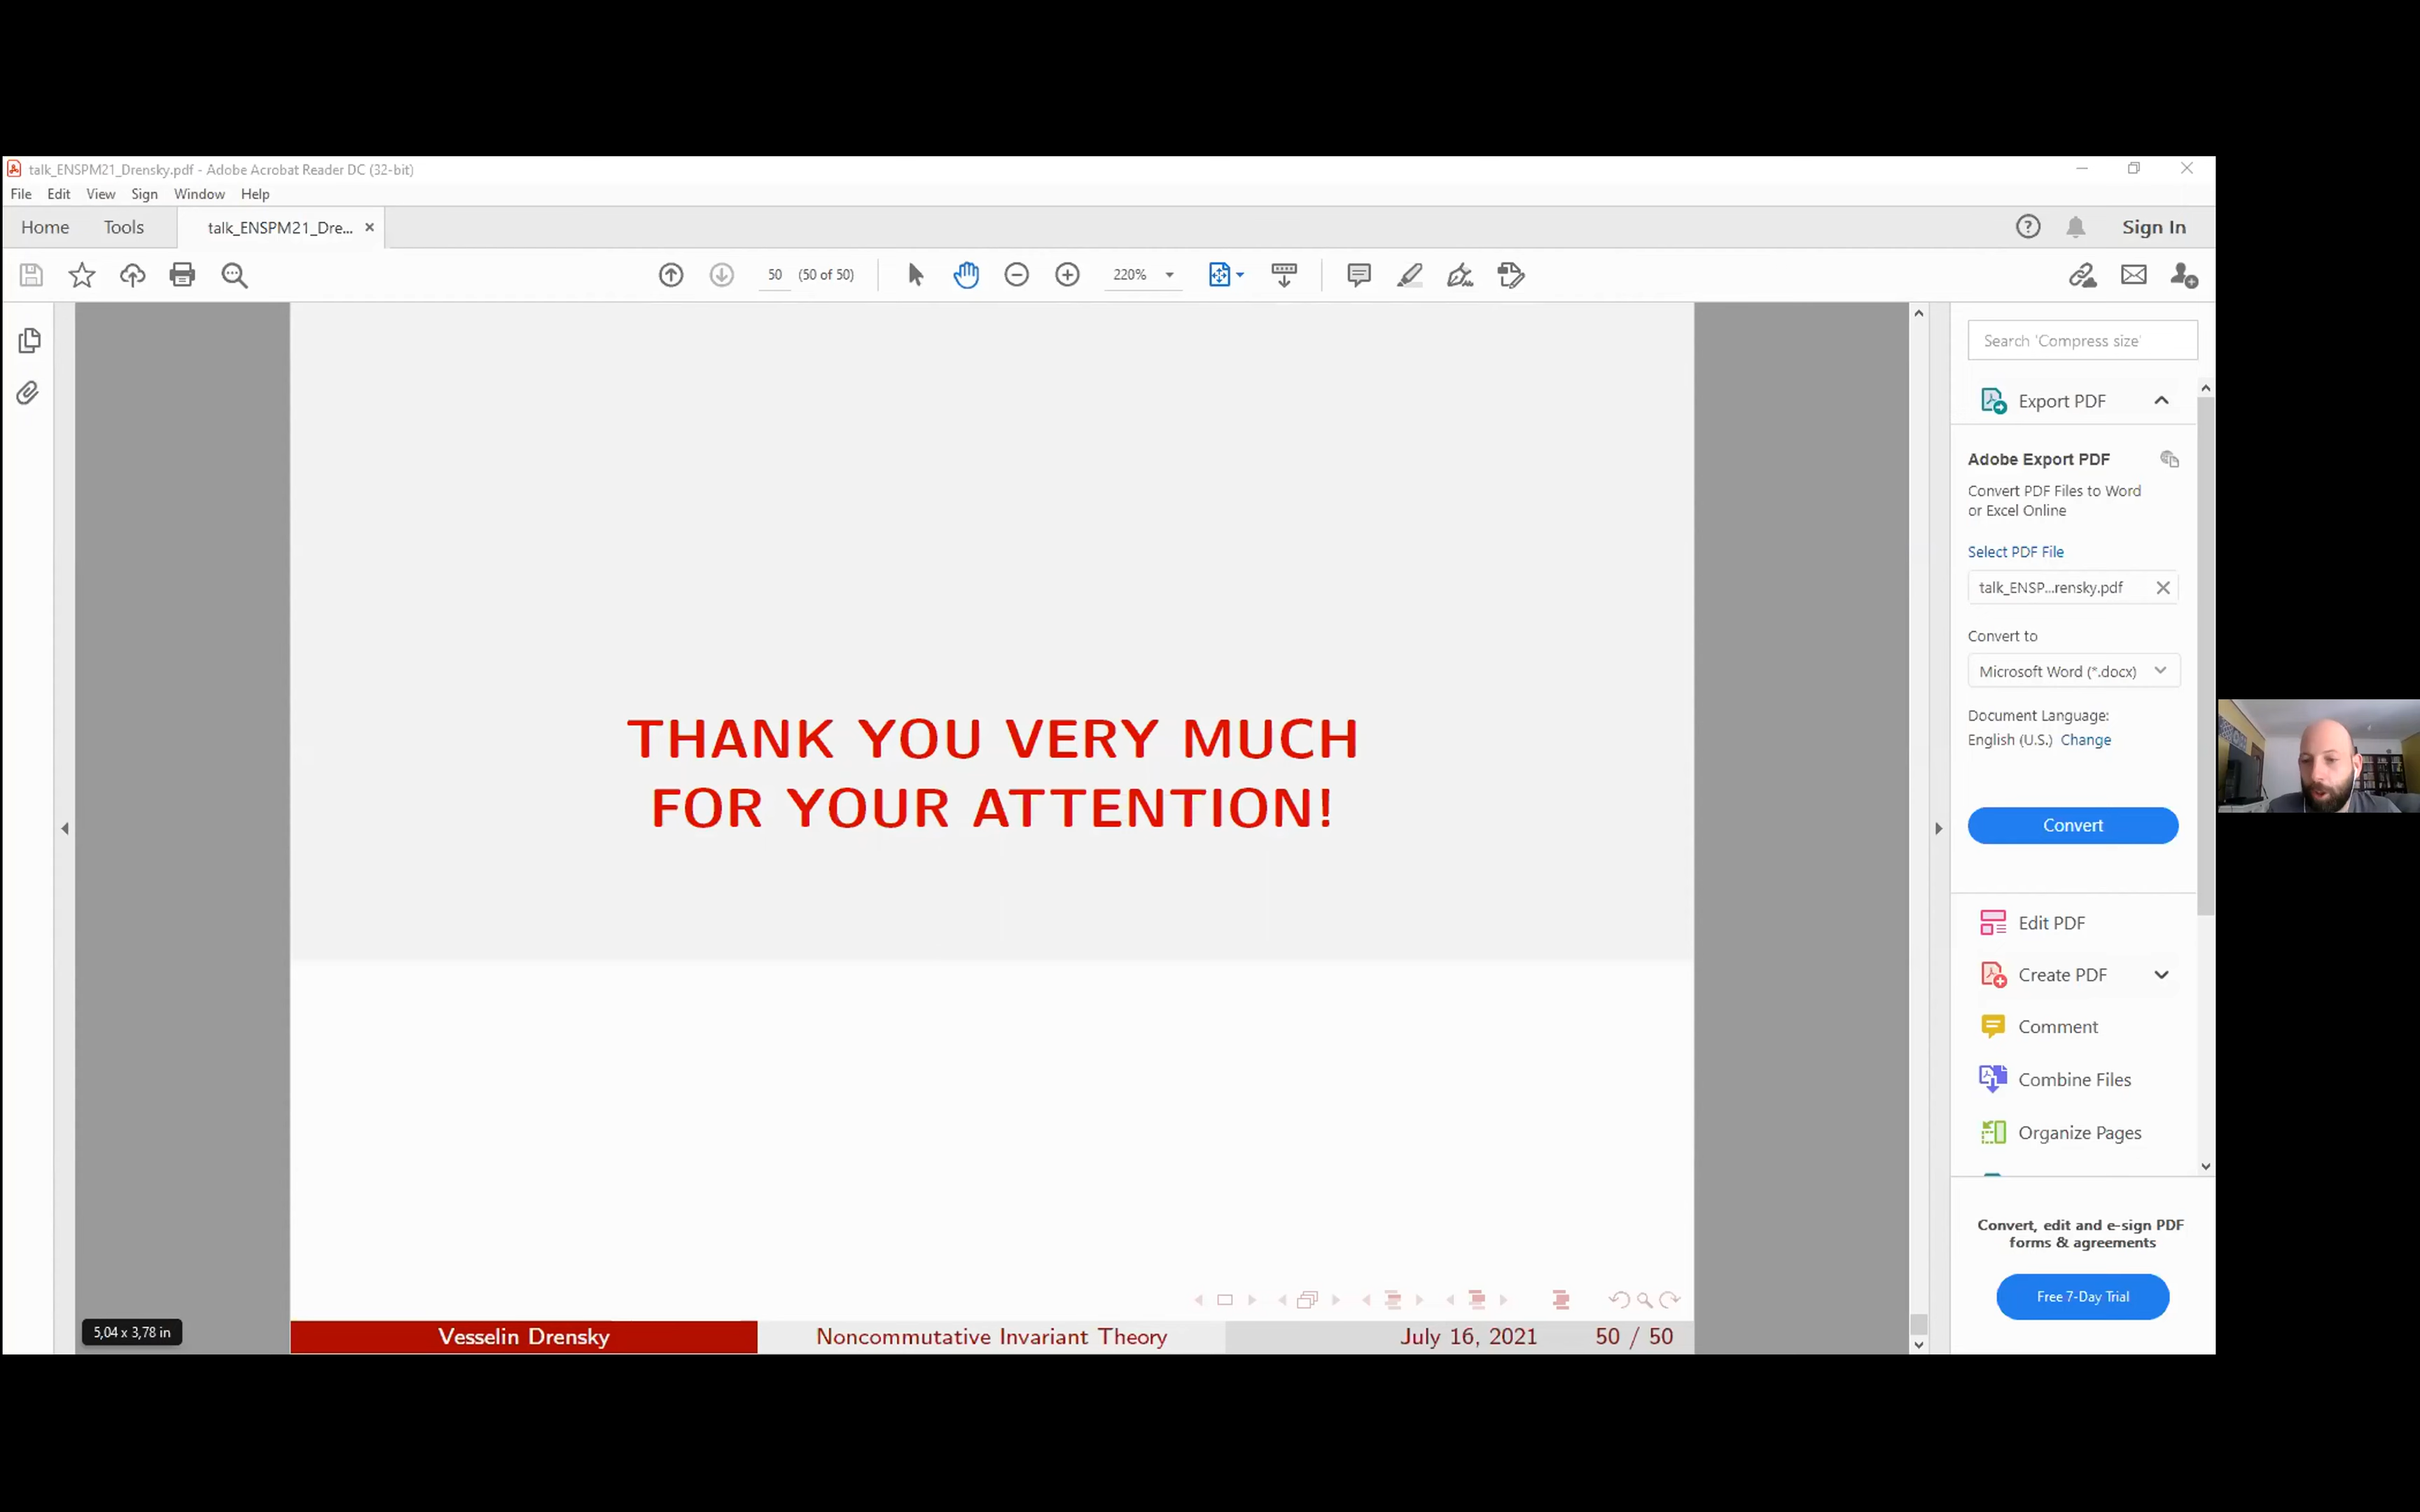 talk_ENSPM21_Drensky.pdf - Adobe Acrobat Reader DC (32-bit)
File Edit View Sign Window Help
Home Tools talk_ENSPM21_Dre... Sign In
50 (50 of 50) 220%
Search 'Compress size'
Export PDF
Adobe Export PDF
Convert PDF Files to Word
or Excel Online
Select PDF File
talk_ENSP...rensky.pdf
Convert to
Microsoft Word (*.docx)
Document Language:
English (U.S.) Change
Convert
Edit PDF
Create PDF
Comment
Combine Files
Organize Pages
Convert, edit and e-sign PDF
forms & agreements
Free 7-Day Trial
THANK YOU VERY MUCH
FOR YOUR ATTENTION!
5,04 x 3,78 in
Vesselin Drensky Noncommutative Invariant Theory July 16, 2021 50 / 50